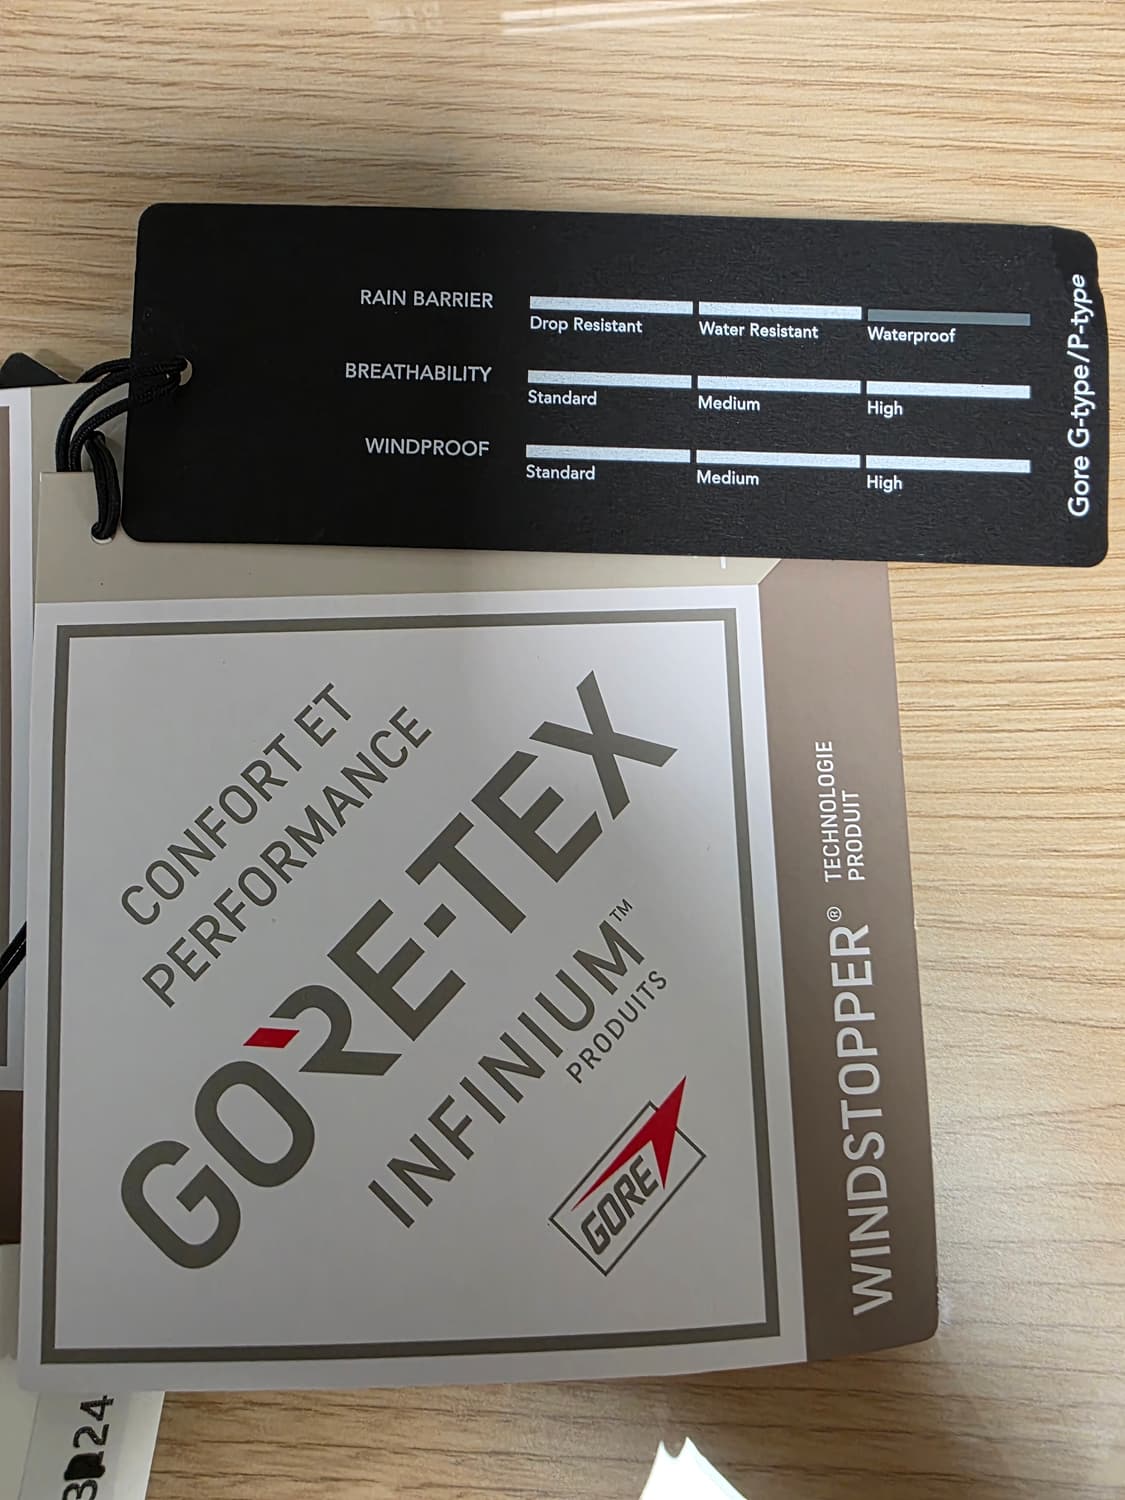 RAIN BARRIER
Drop Resistant
Water Resistant
Waterproof
BREATHABILITY
Standard
Medium
High
WINDPROOF
Standard
Medium
High
Gore G-type/P-type
CONFORT ET
PERFORMANCE
GORE-TEX
INFINIUM™
PRODUITS
GORE
WINDSTOPPER®
TECHNOLOGIE
PRODUIT
24